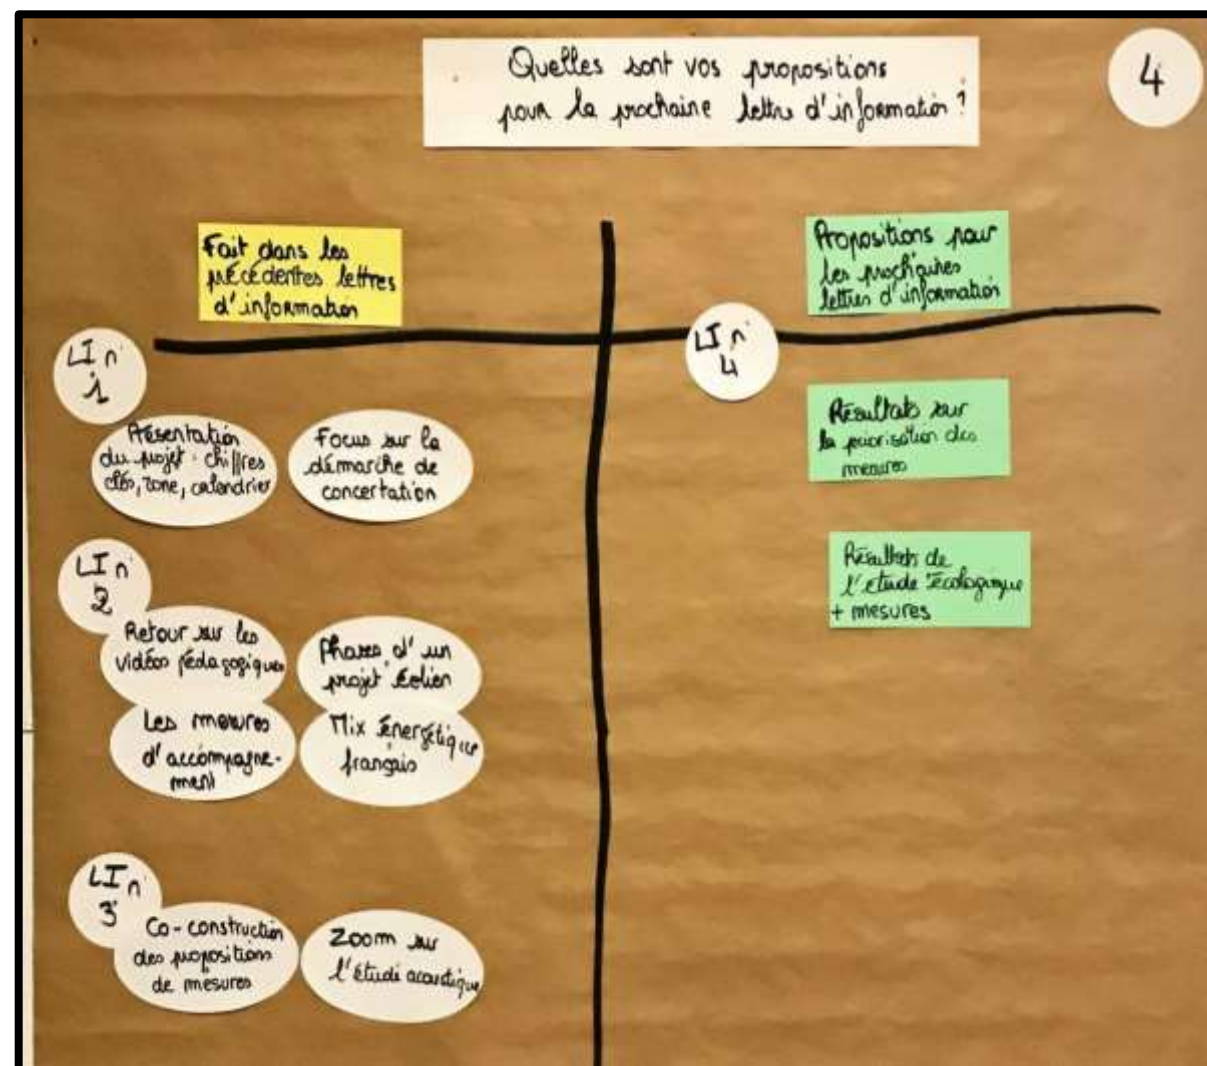 Quelles sont vos propositions
pour la prochaine lettre d'information ?
4
Fait dans les
précédentes lettres
d'information
Propositions pour
les prochaines
lettres d'information
LI n°
1
Présentation
du projet : chiffres
clés, zone, calendrier
Focus sur la
démarche de
concertation
LI n°
2
Retour sur les
vidéos pédagogiques
Phases d'un
projet éolien
Les mesures
d'accompagne-
ment
Mix énergétique
français
LI n°
3
Co-construction
des propositions
de mesures
Zoom sur
l'étude acoustique
LI n°
4
Résultats sur
la priorisation des
mesures
Résultats de
l'étude écologique
+ mesures